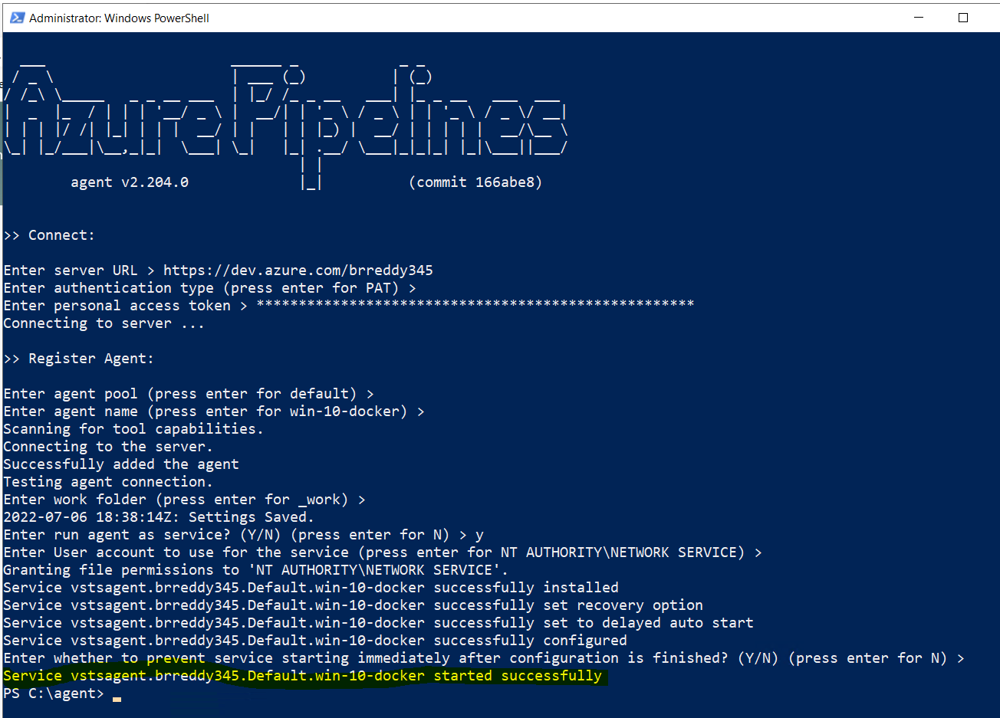 Administrator: Windows PowerShell
Azure Pipelines
agent v2.204.0 (commit 166abe8)
>> Connect:
Enter server URL > https://dev.azure.com/brreddy345
Enter authentication type (press enter for PAT) >
Enter personal access token > ****************************************************
Connecting to server ...
>> Register Agent:
Enter agent pool (press enter for default) >
Enter agent name (press enter for win-10-docker) >
Scanning for tool capabilities.
Connecting to the server.
Successfully added the agent
Testing agent connection.
Enter work folder (press enter for _work) >
2022-07-06 18:38:14Z: Settings Saved.
Enter run agent as service? (Y/N) (press enter for N) > y
Enter User account to use for the service (press enter for NT AUTHORITY\NETWORK SERVICE) >
Granting file permissions to 'NT AUTHORITY\NETWORK SERVICE'.
Service vstsagent.brreddy345.Default.win-10-docker successfully installed
Service vstsagent.brreddy345.Default.win-10-docker successfully set recovery option
Service vstsagent.brreddy345.Default.win-10-docker successfully set to delayed auto start
Service vstsagent.brreddy345.Default.win-10-docker successfully configured
Enter whether to prevent service starting immediately after configuration is finished? (Y/N) (press enter for N) >
Service vstsagent.brreddy345.Default.win-10-docker started successfully
PS C:\agent>